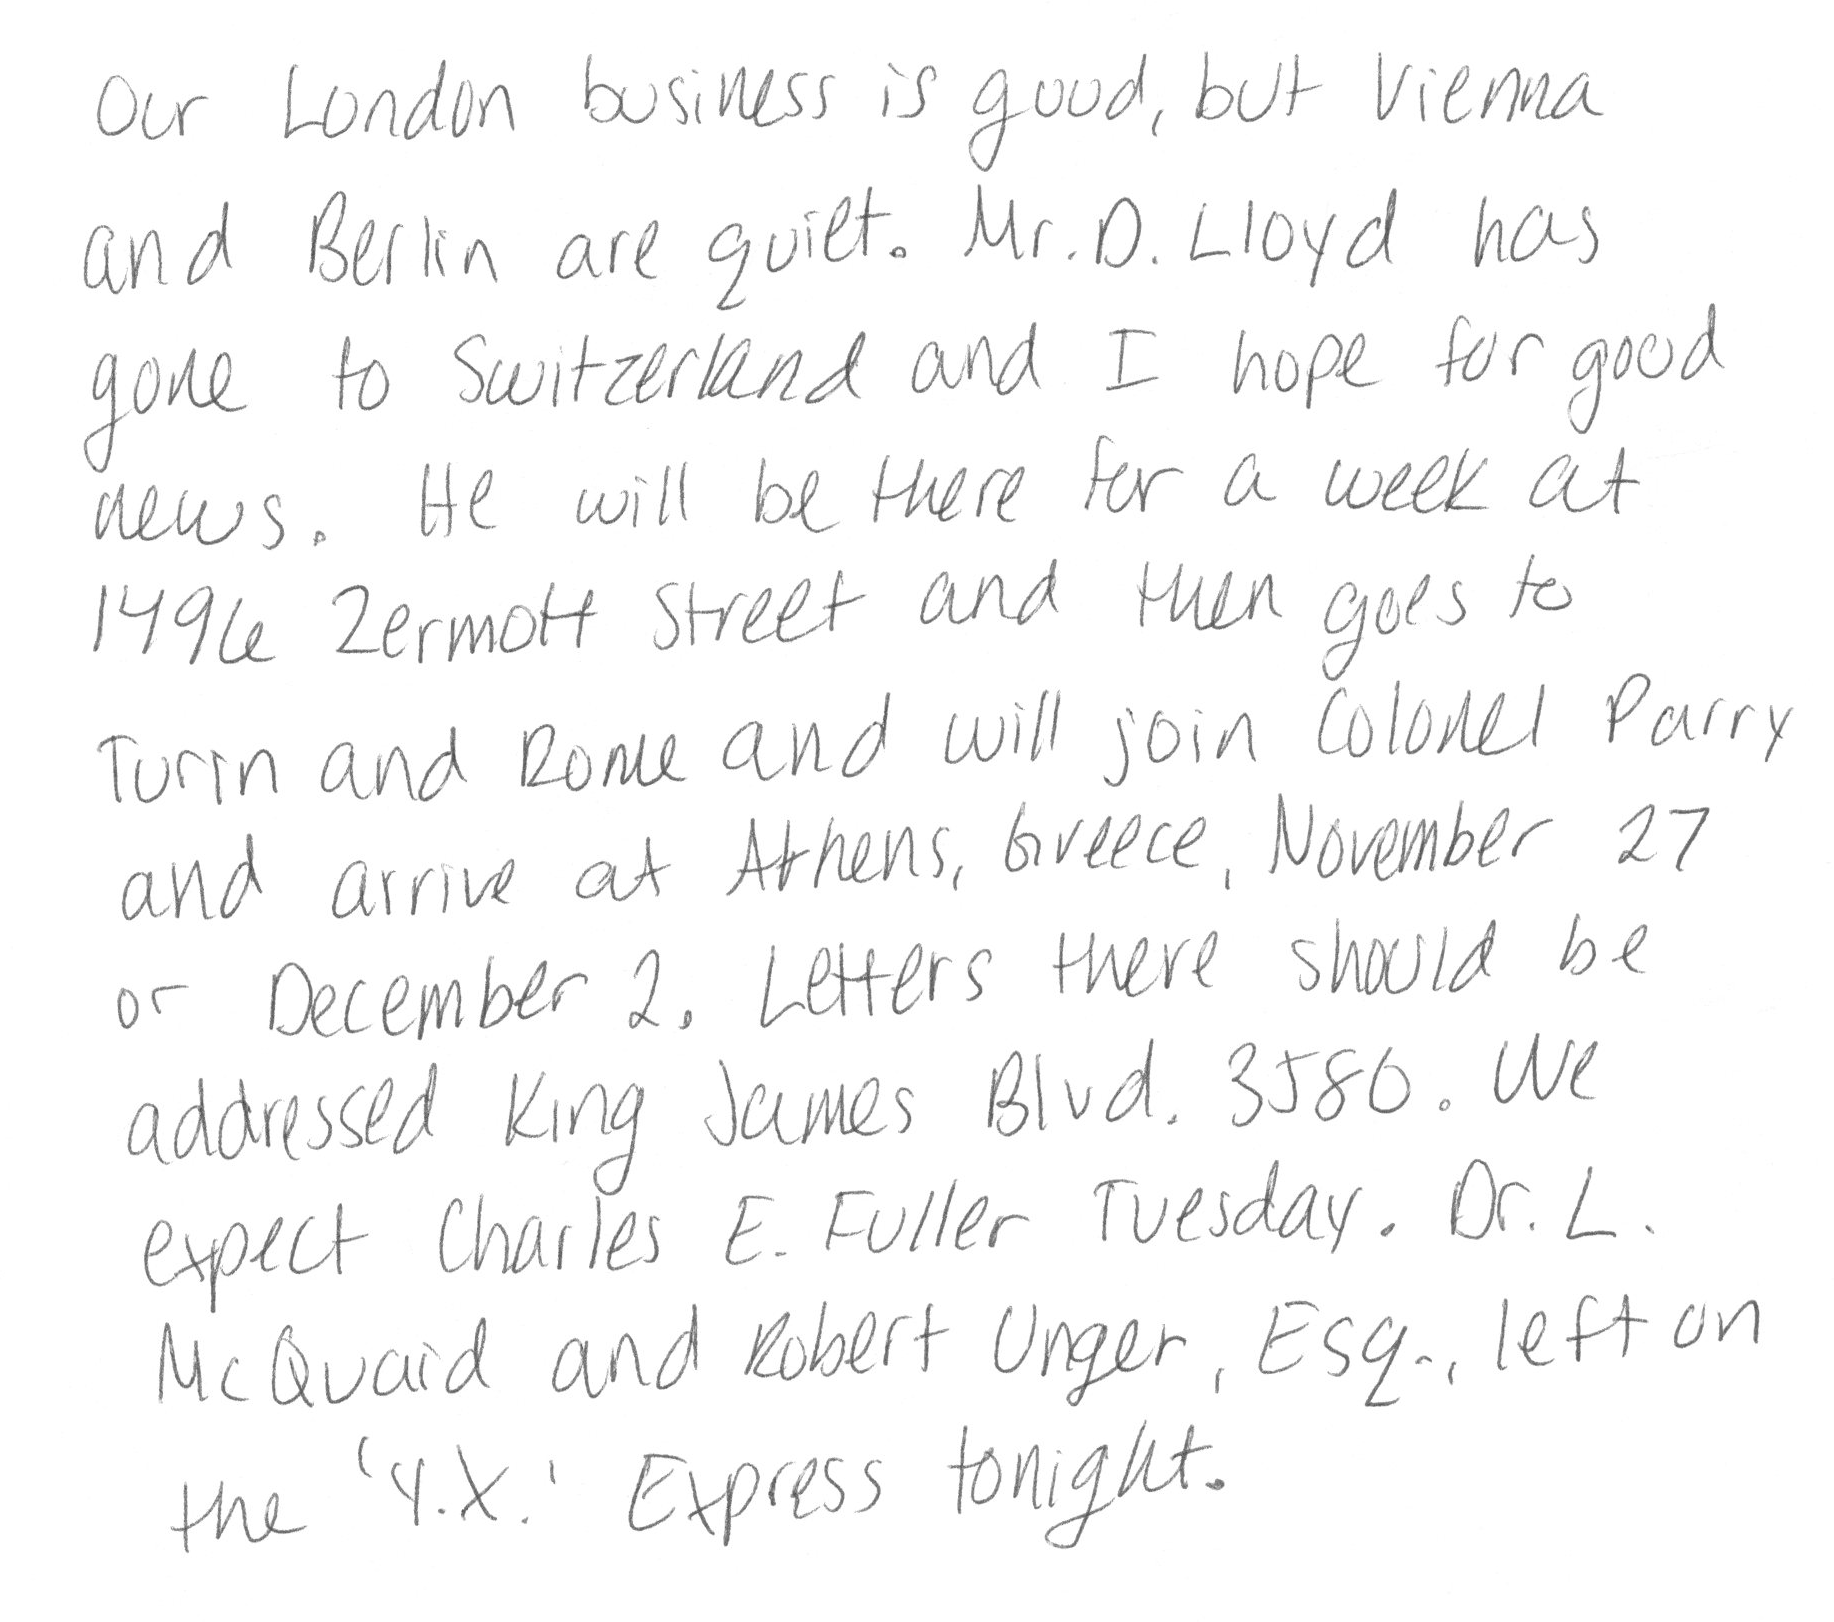 Our London business is good, but Vienna
and Berlin are quiet. Mr. D. Lloyd has
gone to Switzerland and I hope for good
news. He will be there for a week at
1496 Zermott Street and then goes to
Turin and Rome and will join Colonel Parry
and arrive at Athens, Greece, November 27
or December 2. Letters there should be
addressed King James Blvd. 3580. We
expect Charles E. Fuller Tuesday. Dr. L.
McQuaid and Robert Unger, Esq., left on
the 'Y.X.' Express tonight.